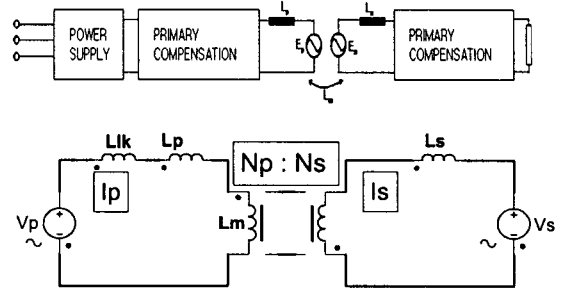 POWER SUPPLY
PRIMARY COMPENSATION
L
E
E
L
L
PRIMARY COMPENSATION
Llk
Lp
Np : Ns
Ls
Ip
Is
Vp
Lm
Vs